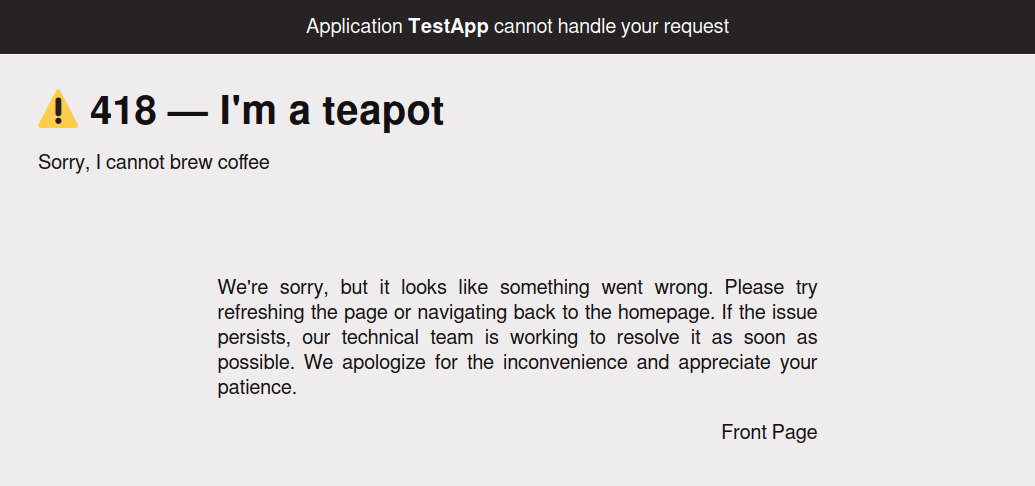 Application TestApp cannot handle your request
418 — I'm a teapot
Sorry, I cannot brew coffee
We're sorry, but it looks like something went wrong. Please try
refreshing the page or navigating back to the homepage. If the issue
persists, our technical team is working to resolve it as soon as
possible. We apologize for the inconvenience and appreciate your
patience.
Front Page